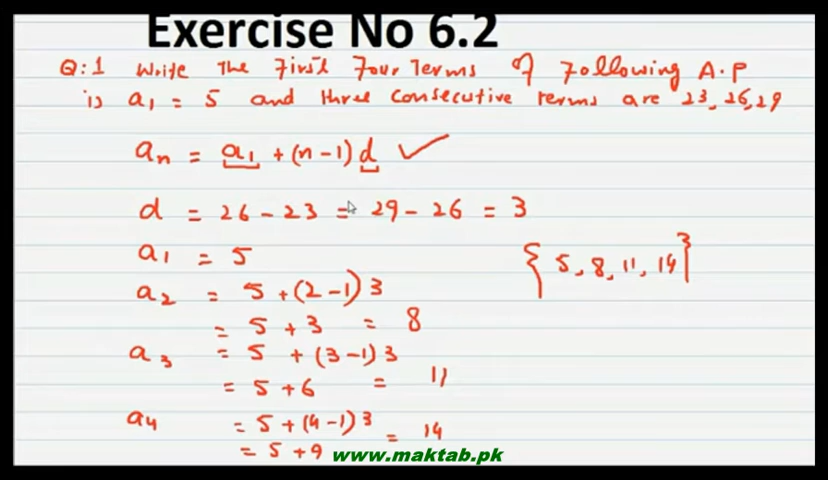 Exercise No 6.2
Q:1 Write The First Four Terms Of Following A.P
is a₁ = 5 and three consecutive terms are 23, 26, 29
aₙ = a₁ + (n-1) d ✓
d = 26 - 23 = 29 - 26 = 3
a₁ = 5
{ 5, 8, 11, 14 }
a₂ = 5 + (2-1) 3
= 5 + 3 = 8
a₃ = 5 + (3-1) 3
= 5 + 6 = 11
a₄ = 5 + (4-1) 3
= 5 + 9 = 14
www.maktab.pk